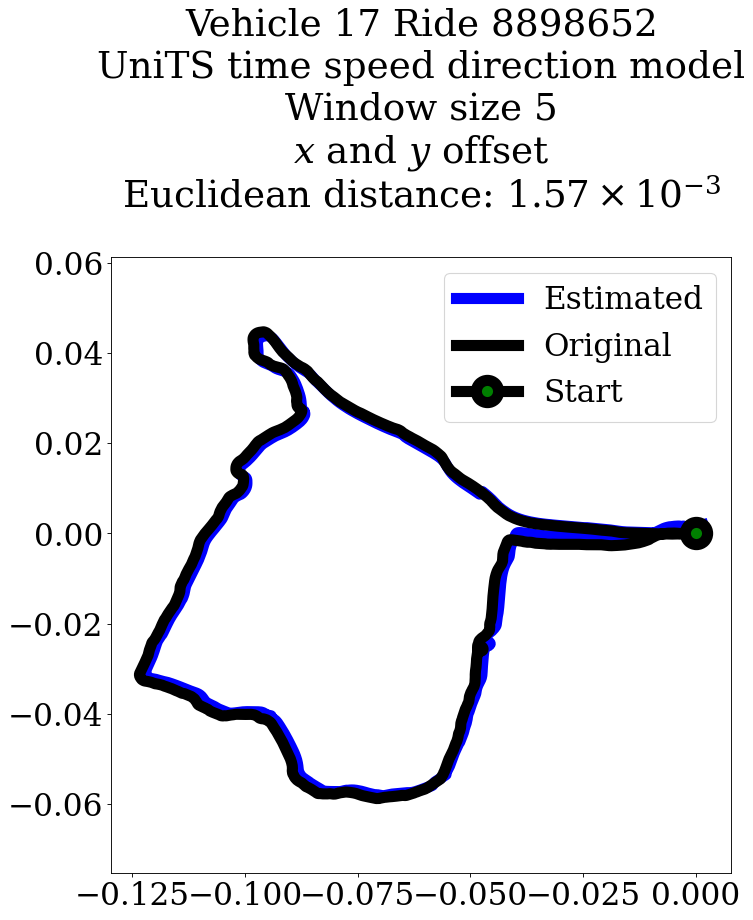 Vehicle 17 Ride 8898652
UniTS time speed direction model
Window size 5
x and y offset
Euclidean distance: 1.57 × 10⁻³
Estimated
Original
Start
0.06
0.04
0.02
0.00
−0.02
−0.04
−0.06
−0.125 −0.100 −0.075 −0.050 −0.025 0.000